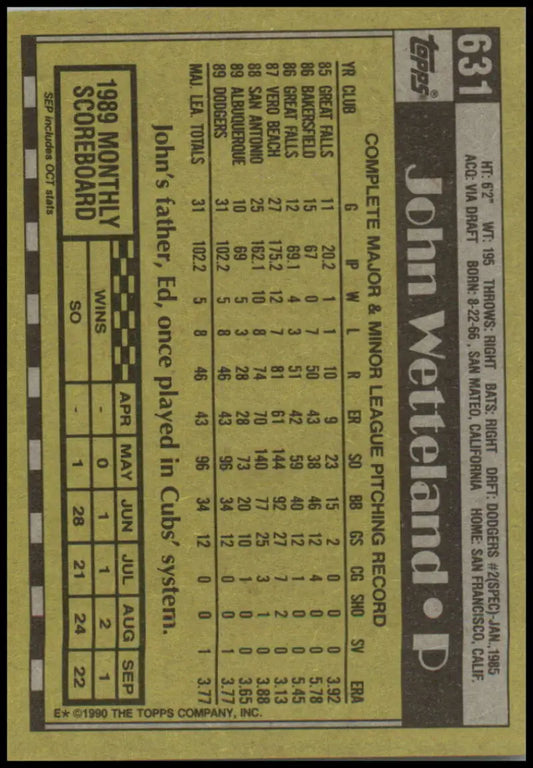 631
HT: 6'2" WT: 195 THROWS: RIGHT BATS: RIGHT DRFT: DODGERS #2(SPEC)-JAN., 1985
ACQ: VIA DRAFT BORN: 8-22-66, SAN MATEO, CALIFORNIA HOME: SAN FRANCISCO, CALIF.
TOPPS® John Wetteland • P
COMPLETE MAJOR & MINOR LEAGUE PITCHING RECORD
YR CLUB G IP W L R ER SO BB GS CG SHO SV ERA
85 GREAT FALLS 11 20.2 1 1 10 9 23 15 2 0 0 0 3.92
86 BAKERSFIELD 15 67 0 7 50 43 38 46 12 4 0 0 5.78
86 GREAT FALLS 12 69.1 4 3 51 42 59 40 12 1 0 0 5.45
87 VERO BEACH 27 175.2 12 7 81 61 144 92 27 7 2 0 3.13
88 SAN ANTONIO 25 162.1 10 8 74 70 140 77 25 3 1 0 3.88
89 ALBUQUERQUE 10 69 5 3 28 28 73 20 10 1 0 0 3.65
89 DODGERS 31 102.2 5 8 46 43 96 34 12 0 0 1 3.77
MAJ. LEA. TOTALS 31 102.2 5 8 46 43 96 34 12 0 0 1 3.77
John's father, Ed, once played in Cubs' system.
1989 MONTHLY
SCOREBOARD
APR MAY JUN JUL AUG SEP
WINS - 0 1 1 2 1
SO - 1 28 21 24 22
SEP includes OCT stats
E* ©1990 THE TOPPS COMPANY, INC.